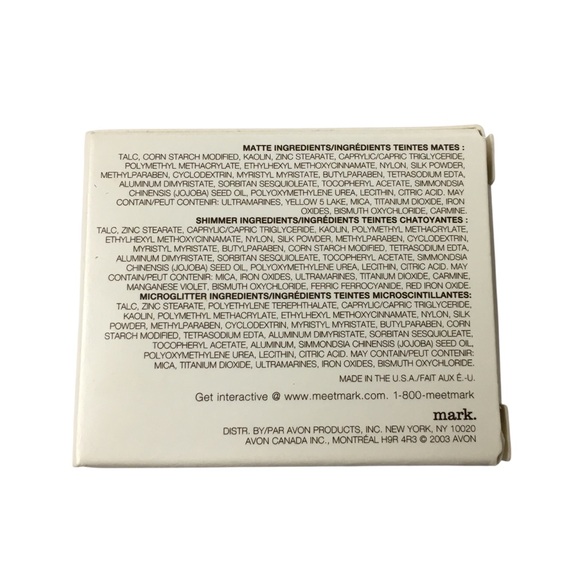 MATTE INGREDIENTS/INGRÉDIENTS TEINTES MATES :
TALC, CORN STARCH MODIFIED, KAOLIN, ZINC STEARATE, CAPRYLIC/CAPRIC TRIGLYCERIDE,
POLYMETHYL METHACRYLATE, ETHYLHEXYL METHOXYCINNAMATE, NYLON, SILK POWDER,
METHYLPARABEN, CYCLODEXTRIN, MYRISTYL MYRISTATE, BUTYLPARABEN, TETRASODIUM EDTA,
ALUMINUM DIMYRISTATE, SORBITAN SESQUIOLEATE, TOCOPHERYL ACETATE, SIMMONDSIA
CHINENSIS (JOJOBA) SEED OIL, POLYOXYMETHYLENE UREA, LECITHIN, CITRIC ACID. MAY
CONTAIN/PEUT CONTENIR: ULTRAMARINES, YELLOW 5 LAKE, MICA, TITANIUM DIOXIDE, IRON
OXIDES, BISMUTH OXYCHLORIDE, CARMINE.
SHIMMER INGREDIENTS/INGRÉDIENTS TEINTES CHATOYANTES :
TALC, ZINC STEARATE, CAPRYLIC/CAPRIC TRIGLYCERIDE, KAOLIN, POLYMETHYL METHACRYLATE,
ETHYLHEXYL METHOXYCINNAMATE, NYLON, SILK POWDER, METHYLPARABEN, CYCLODEXTRIN,
MYRISTYL MYRISTATE, BUTYLPARABEN, CORN STARCH MODIFIED, TETRASODIUM EDTA,
ALUMINUM DIMYRISTATE, SORBITAN SESQUIOLEATE, TOCOPHERYL ACETATE, SIMMONDSIA
CHINENSIS (JOJOBA) SEED OIL, POLYOXYMETHYLENE UREA, LECITHIN, CITRIC ACID. MAY
CONTAIN/PEUT CONTENIR: MICA, IRON OXIDES, ULTRAMARINES, TITANIUM DIOXIDE, CARMINE,
MANGANESE VIOLET, BISMUTH OXYCHLORIDE, FERRIC FERROCYANIDE, RED IRON OXIDE.
MICROGLITTER INGREDIENTS/INGRÉDIENTS TEINTES MICROSCINTILLANTES:
TALC, ZINC STEARATE, POLYETHYLENE TEREPHTHALATE, CAPRYLIC/CAPRIC TRIGLYCERIDE,
KAOLIN, POLYMETHYL METHACRYLATE, ETHYLHEXYL METHOXYCINNAMATE, NYLON, SILK
POWDER, METHYLPARABEN, CYCLODEXTRIN, MYRISTYL MYRISTATE, BUTYLPARABEN, CORN
STARCH MODIFIED, TETRASODIUM EDTA, ALUMINUM DIMYRISTATE, SORBITAN SESQUIOLEATE,
TOCOPHERYL ACETATE, ALUMINUM, SIMMONDSIA CHINENSIS (JOJOBA) SEED OIL,
POLYOXYMETHYLENE UREA, LECITHIN, CITRIC ACID. MAY CONTAIN/PEUT CONTENIR:
MICA, TITANIUM DIOXIDE, ULTRAMARINES, IRON OXIDES, BISMUTH OXYCHLORIDE.
MADE IN THE U.S.A./FAIT AUX É.-U.
Get interactive @ www.meetmark.com. 1-800-meetmark
mark.
DISTR. BY/PAR AVON PRODUCTS, INC. NEW YORK, NY 10020
AVON CANADA INC., MONTRÉAL H9R 4R3 © 2003 AVON